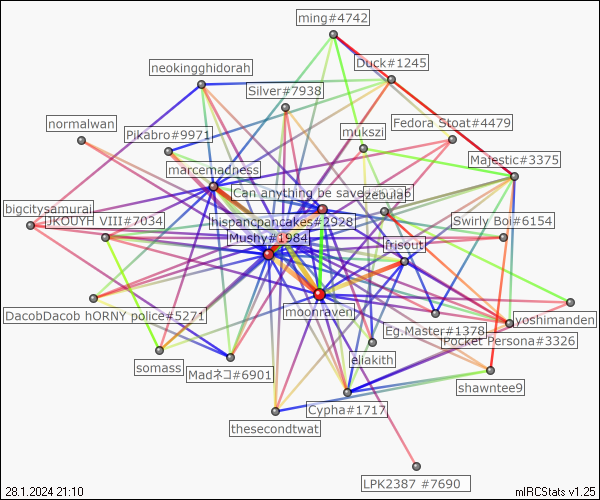 ming#4742
Duck#1245
neokingghidorah
Silver#7938
normalwan
Pikabro#9971
mukszi
Fedora Stoat#4479
Majestic#3375
marcemadness
Can anything be save
zebula
bigcitysamurai
JJKOUYH VIII#7034
hispancpancakes#2928
Swirly Boi#6154
Mushy#1984
frisout
DacobDacob hORNY police#5271
moonraven
yoshimanden
Eg.Master#1378
Pocket Persona#3326
somass
Madネコ#6901
eliakith
shawntee9
Cypha#1717
thesecondtwat
LPK2387 #7690
28.1.2024 21:10
mIRCStats v1.25